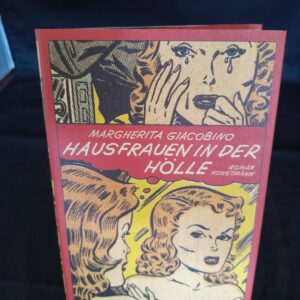 MARGHERITA GIACOBINO
HAUSFRAUEN IN DER
HÖLLE
ROMAN
KUNSTMANN